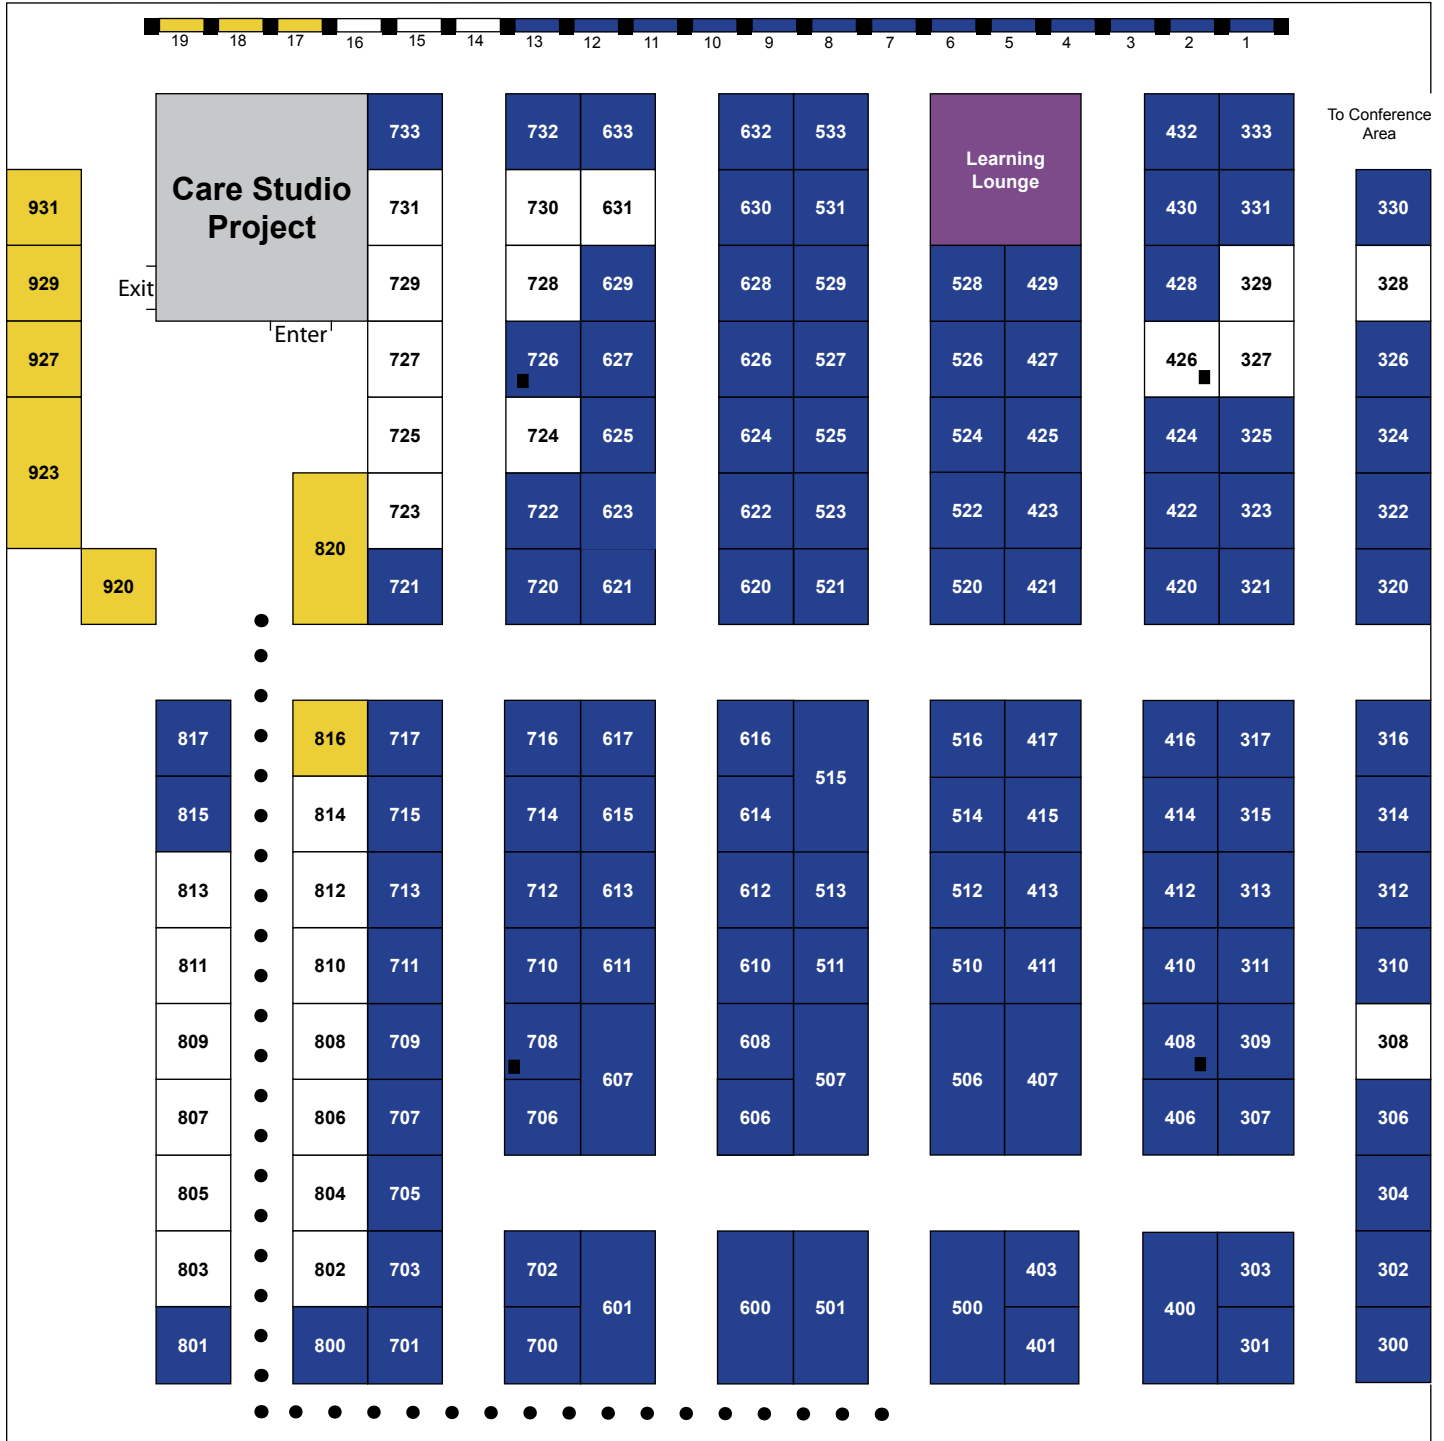 19 18 17 16 15 14 13 12 11 10 9 8 7 6 5 4 3 2 1
To Conference
Area
733 732 633 632 533 432 333
Learning
Lounge
Care Studio
Project
931 731 730 631 630 531 430 331 330
929 Exit 729 728 629 628 529 528 429 428 329 328
Enter
927 727 726 627 626 527 526 427 426 327 326
725 724 625 624 525 524 425 424 325 324
923
723 722 623 622 523 522 423 422 323 322
820
920 721 720 621 620 521 520 421 420 321 320
817 816 717 716 617 616 516 417 416 317 316
515
815 814 715 714 615 614 514 415 414 315 314
813 812 713 712 613 612 513 512 413 412 313 312
811 810 711 710 611 610 511 510 411 410 311 310
809 808 709 708 608 408 309 308
607 507 506 407
807 806 707 706 606 406 307 306
805 804 705 304
803 802 703 702 403 303 302
601 600 501 500 400
801 800 701 700 401 301 300